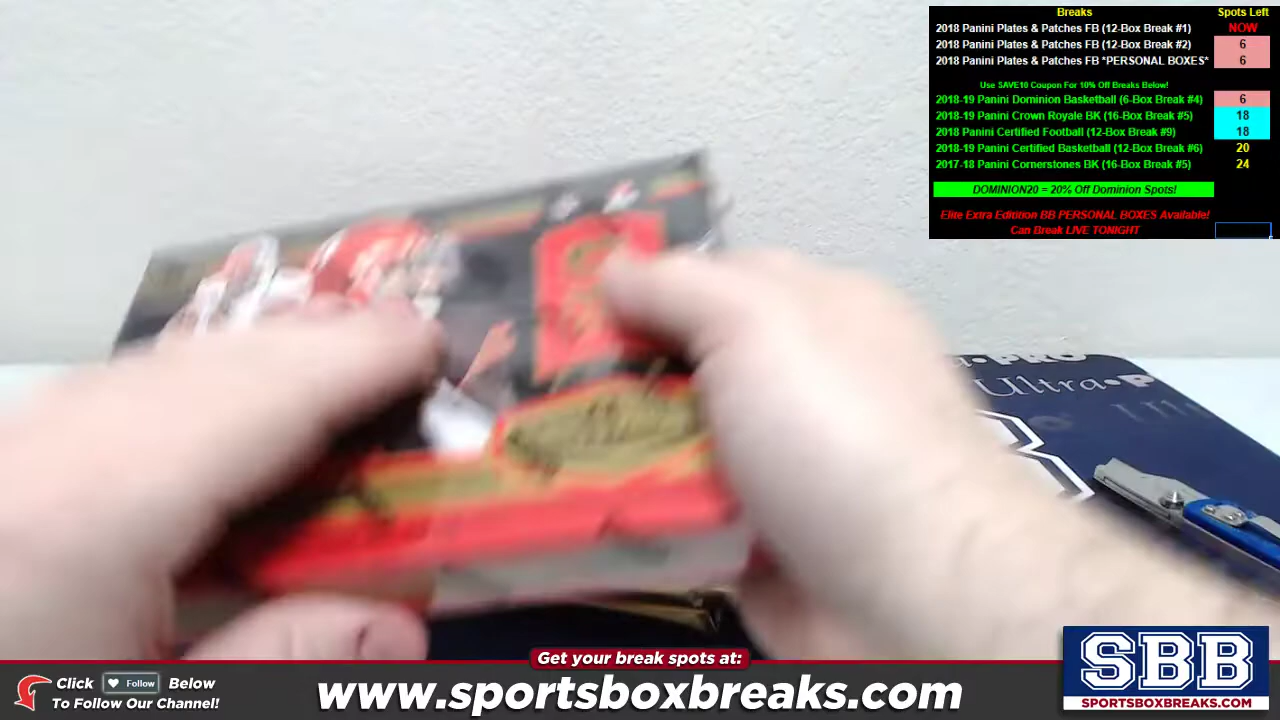 Breaks Spots Left
2018 Panini Plates & Patches FB (12-Box Break #1) NOW
2018 Panini Plates & Patches FB (12-Box Break #2) 6
2018 Panini Plates & Patches FB *PERSONAL BOXES* 6
Use SAVE10 Coupon For 10% Off Breaks Below!
2018-19 Panini Dominion Basketball (6-Box Break #4) 6
2018-19 Panini Crown Royale BK (16-Box Break #5) 18
2018 Panini Certified Football (12-Box Break #9) 18
2018-19 Panini Certified Basketball (12-Box Break #6) 20
2017-18 Panini Cornerstones BK (16-Box Break #5) 24
DOMINION20 = 20% Off Dominion Spots!
Elite Extra Edittion BB PERSONAL BOXES Available!
Can Break LIVE TONIGHT
a•PRO
Ultra•P
Get your break spots at:
Click Follow Below
To Follow Our Channel!
www.sportsboxbreaks.com
SBB
SPORTSBOXBREAKS.COM